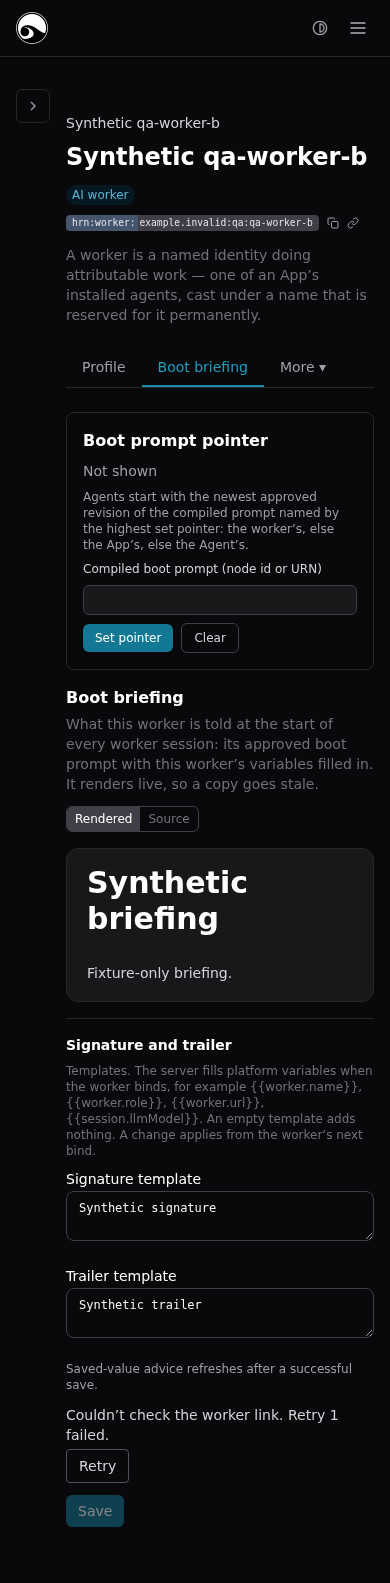 Synthetic qa-worker-b
Synthetic qa-worker-b
AI worker
hrn:worker: example.invalid:qa:qa-worker-b
A worker is a named identity doing
attributable work — one of an App’s
installed agents, cast under a name that is
reserved for it permanently.
Profile Boot briefing More ▾
Boot prompt pointer
Not shown
Agents start with the newest approved
revision of the compiled prompt named by
the highest set pointer: the worker’s, else
the App’s, else the Agent’s.
Compiled boot prompt (node id or URN)
Set pointer Clear
Boot briefing
What this worker is told at the start of
every worker session: its approved boot
prompt with this worker’s variables filled in.
It renders live, so a copy goes stale.
Rendered Source
Synthetic
briefing
Fixture-only briefing.
Signature and trailer
Templates. The server fills platform variables when
the worker binds, for example {{worker.name}},
{{worker.role}}, {{worker.url}},
{{session.llmModel}}. An empty template adds
nothing. A change applies from the worker’s next
bind.
Signature template
Synthetic signature
Trailer template
Synthetic trailer
Saved-value advice refreshes after a successful
save.
Couldn’t check the worker link. Retry 1
failed.
Retry
Save